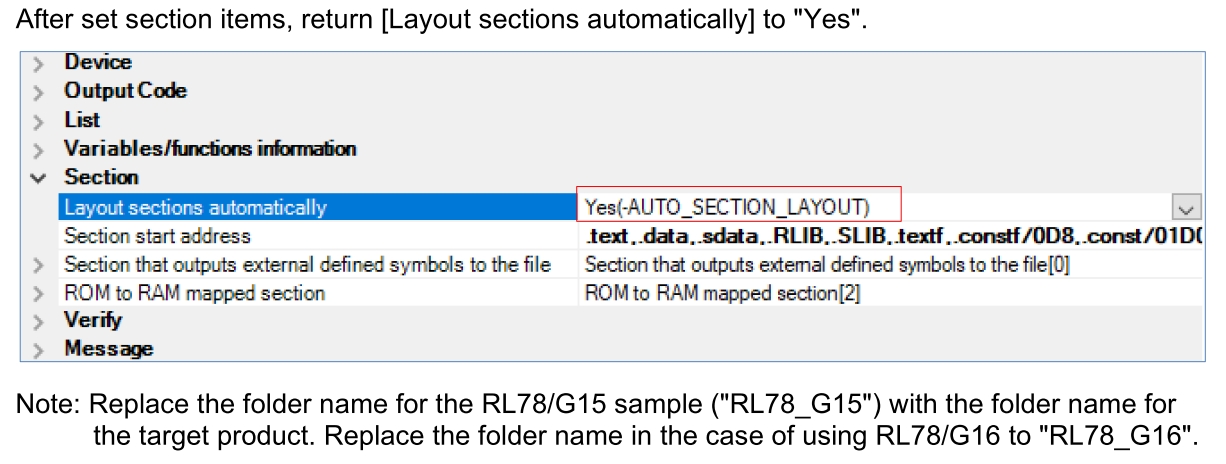 After set section items, return [Layout sections automatically] to "Yes".
Device
Output Code
List
Variables/functions information
Section
Layout sections automatically Yes(-AUTO_SECTION_LAYOUT)
Section start address .text,.data,.sdata,.RLIB,.SLIB,.textf,.constf/0D8,.const/01D0
Section that outputs external defined symbols to the file Section that outputs external defined symbols to the file[0]
ROM to RAM mapped section ROM to RAM mapped section[2]
Verify
Message
Note: Replace the folder name for the RL78/G15 sample ("RL78_G15") with the folder name for
the target product. Replace the folder name in the case of using RL78/G16 to "RL78_G16".